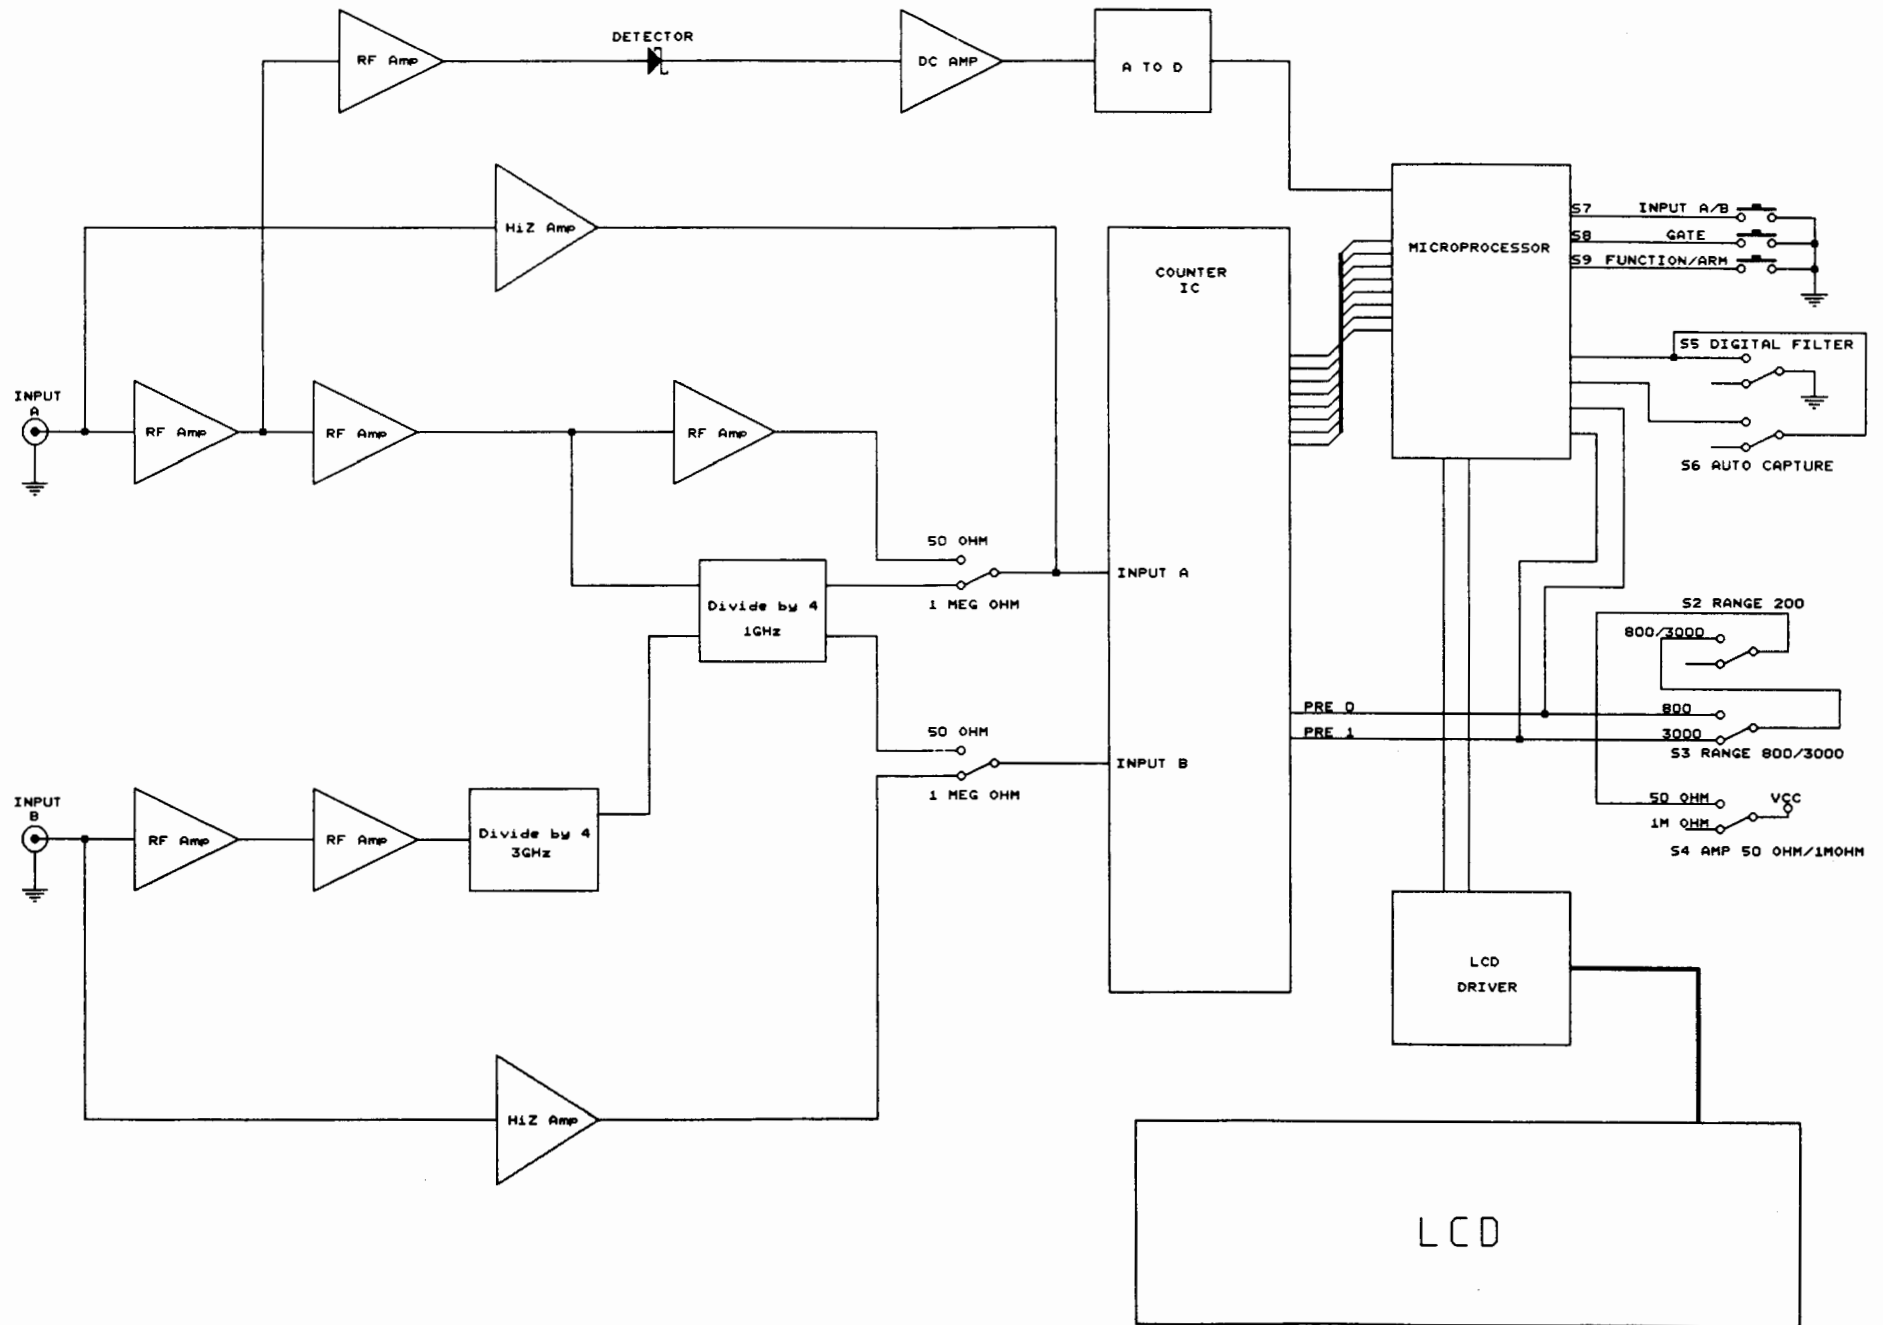 DETECTOR
RF Amp
DC AMP
A TO D
HiZ Amp
S7 INPUT A/B
S8 GATE
S9 FUNCTION/ARM
MICROPROCESSOR
COUNTER
IC
S5 DIGITAL FILTER
S6 AUTO CAPTURE
INPUT
A
RF Amp
RF Amp
RF Amp
50 OHM
1 MEG OHM
INPUT A
Divide by 4
1GHz
S2 RANGE 200
800/3000
PRE 0
800
PRE 1
3000
S3 RANGE 800/3000
50 OHM
1 MEG OHM
INPUT B
50 OHM
VCC
1M OHM
S4 AMP 50 OHM/1MOHM
INPUT
B
RF Amp
RF Amp
Divide by 4
3GHz
LCD
DRIVER
HiZ Amp
LCD